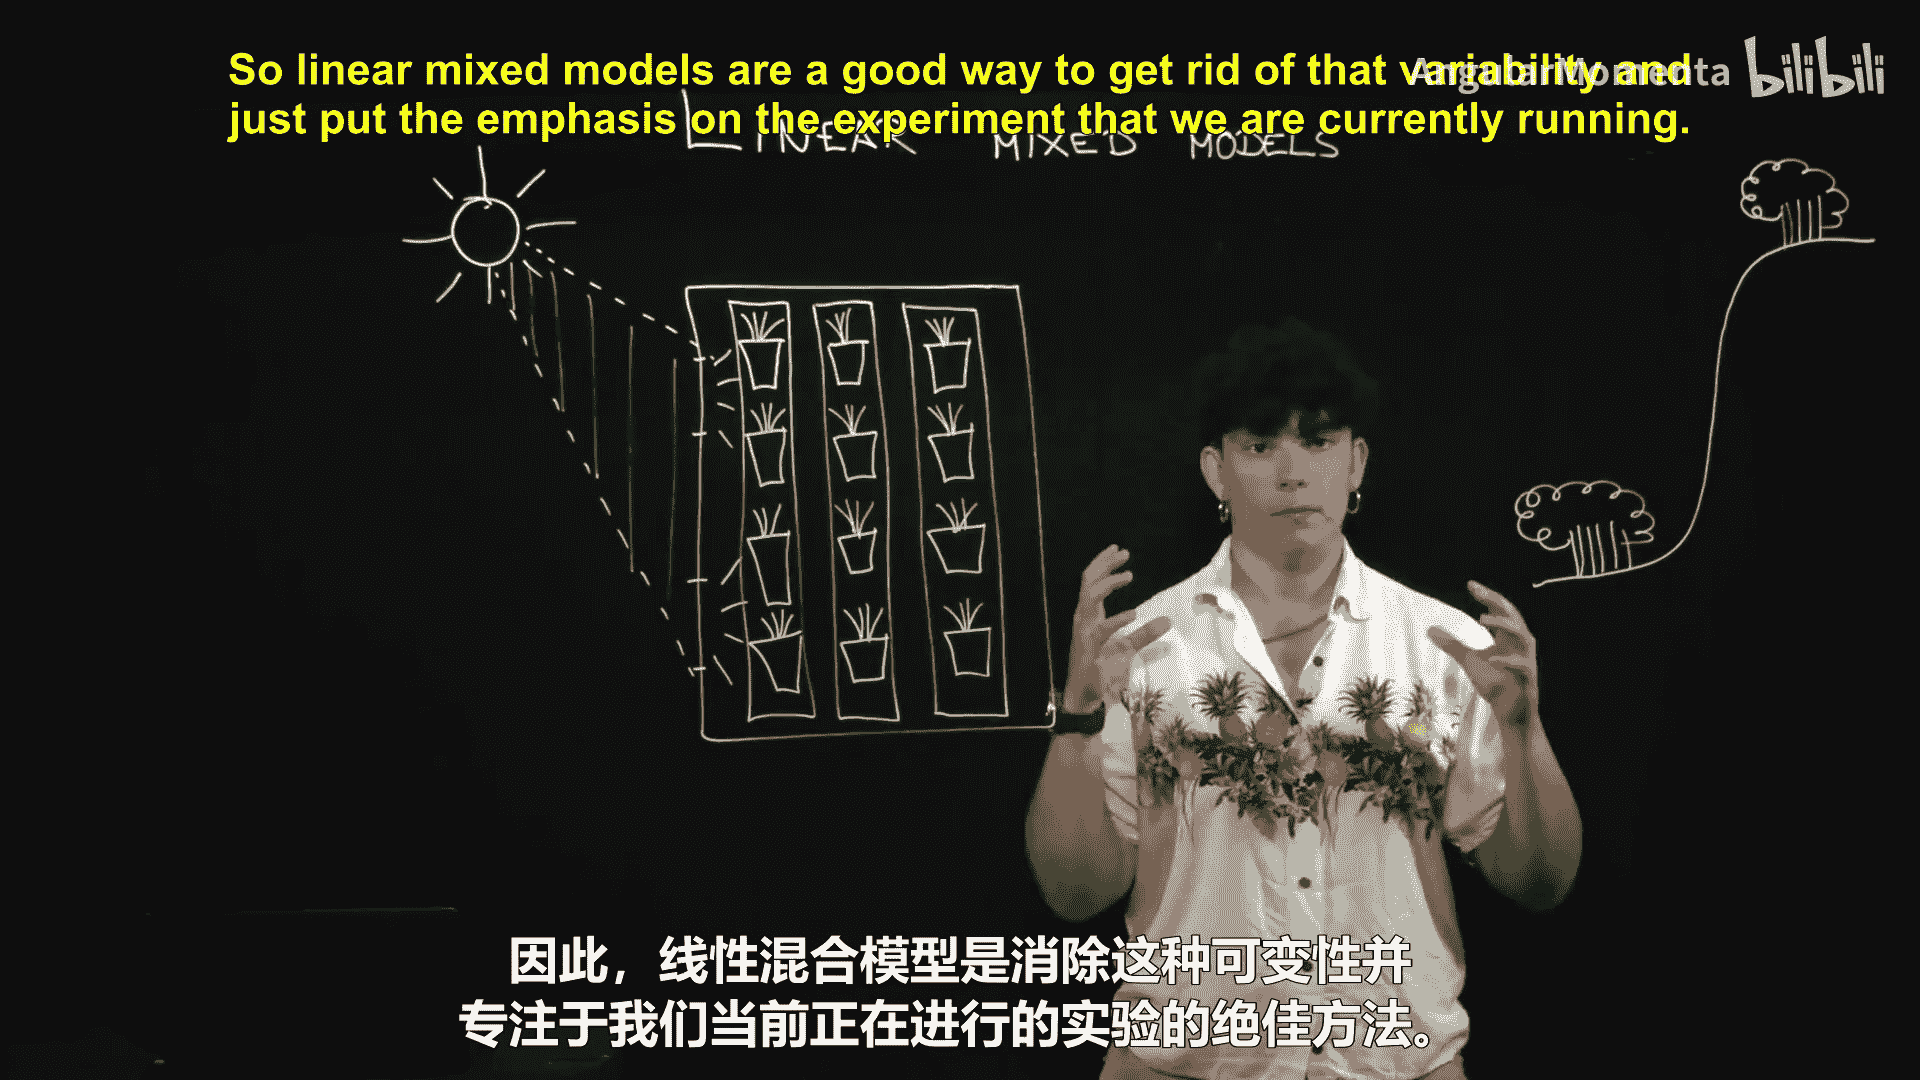 So linear mixed models are a good way to get rid of that variability and
just put the emphasis on the experiment that we are currently running.
AngularMomenta bilibili
LINEAR MIXED MODELS
因此，线性混合模型是消除这种可变性并
专注于我们当前正在进行的实验的绝佳方法。